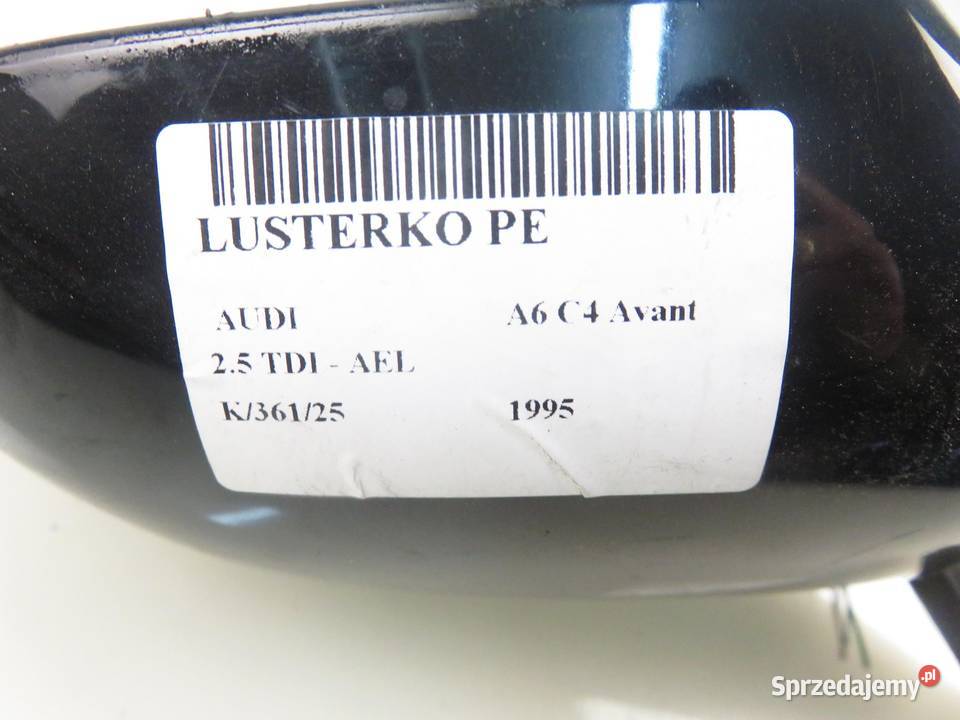 LUSTERKO PE
AUDI A6 C4 Avant
2.5 TDI - AEL
K/361/25 1995
Sprzedajemy.pl